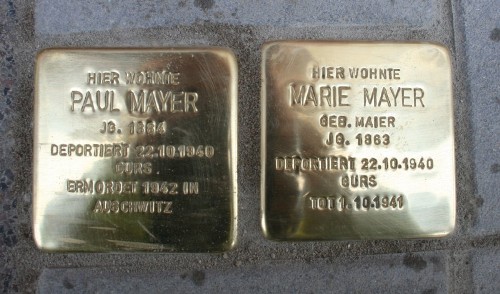 HIER WOHNTE
PAUL MAYER
JG. 1884
DEPORTIERT 22.10.1940
GURS
ERMORDET 1942 IN
AUSCHWITZ
HIER WOHNTE
MARIE MAYER
GEB. MAIER
JG. 1863
DEPORTIERT 22.10.1940
GURS
TOT 1.10.1941